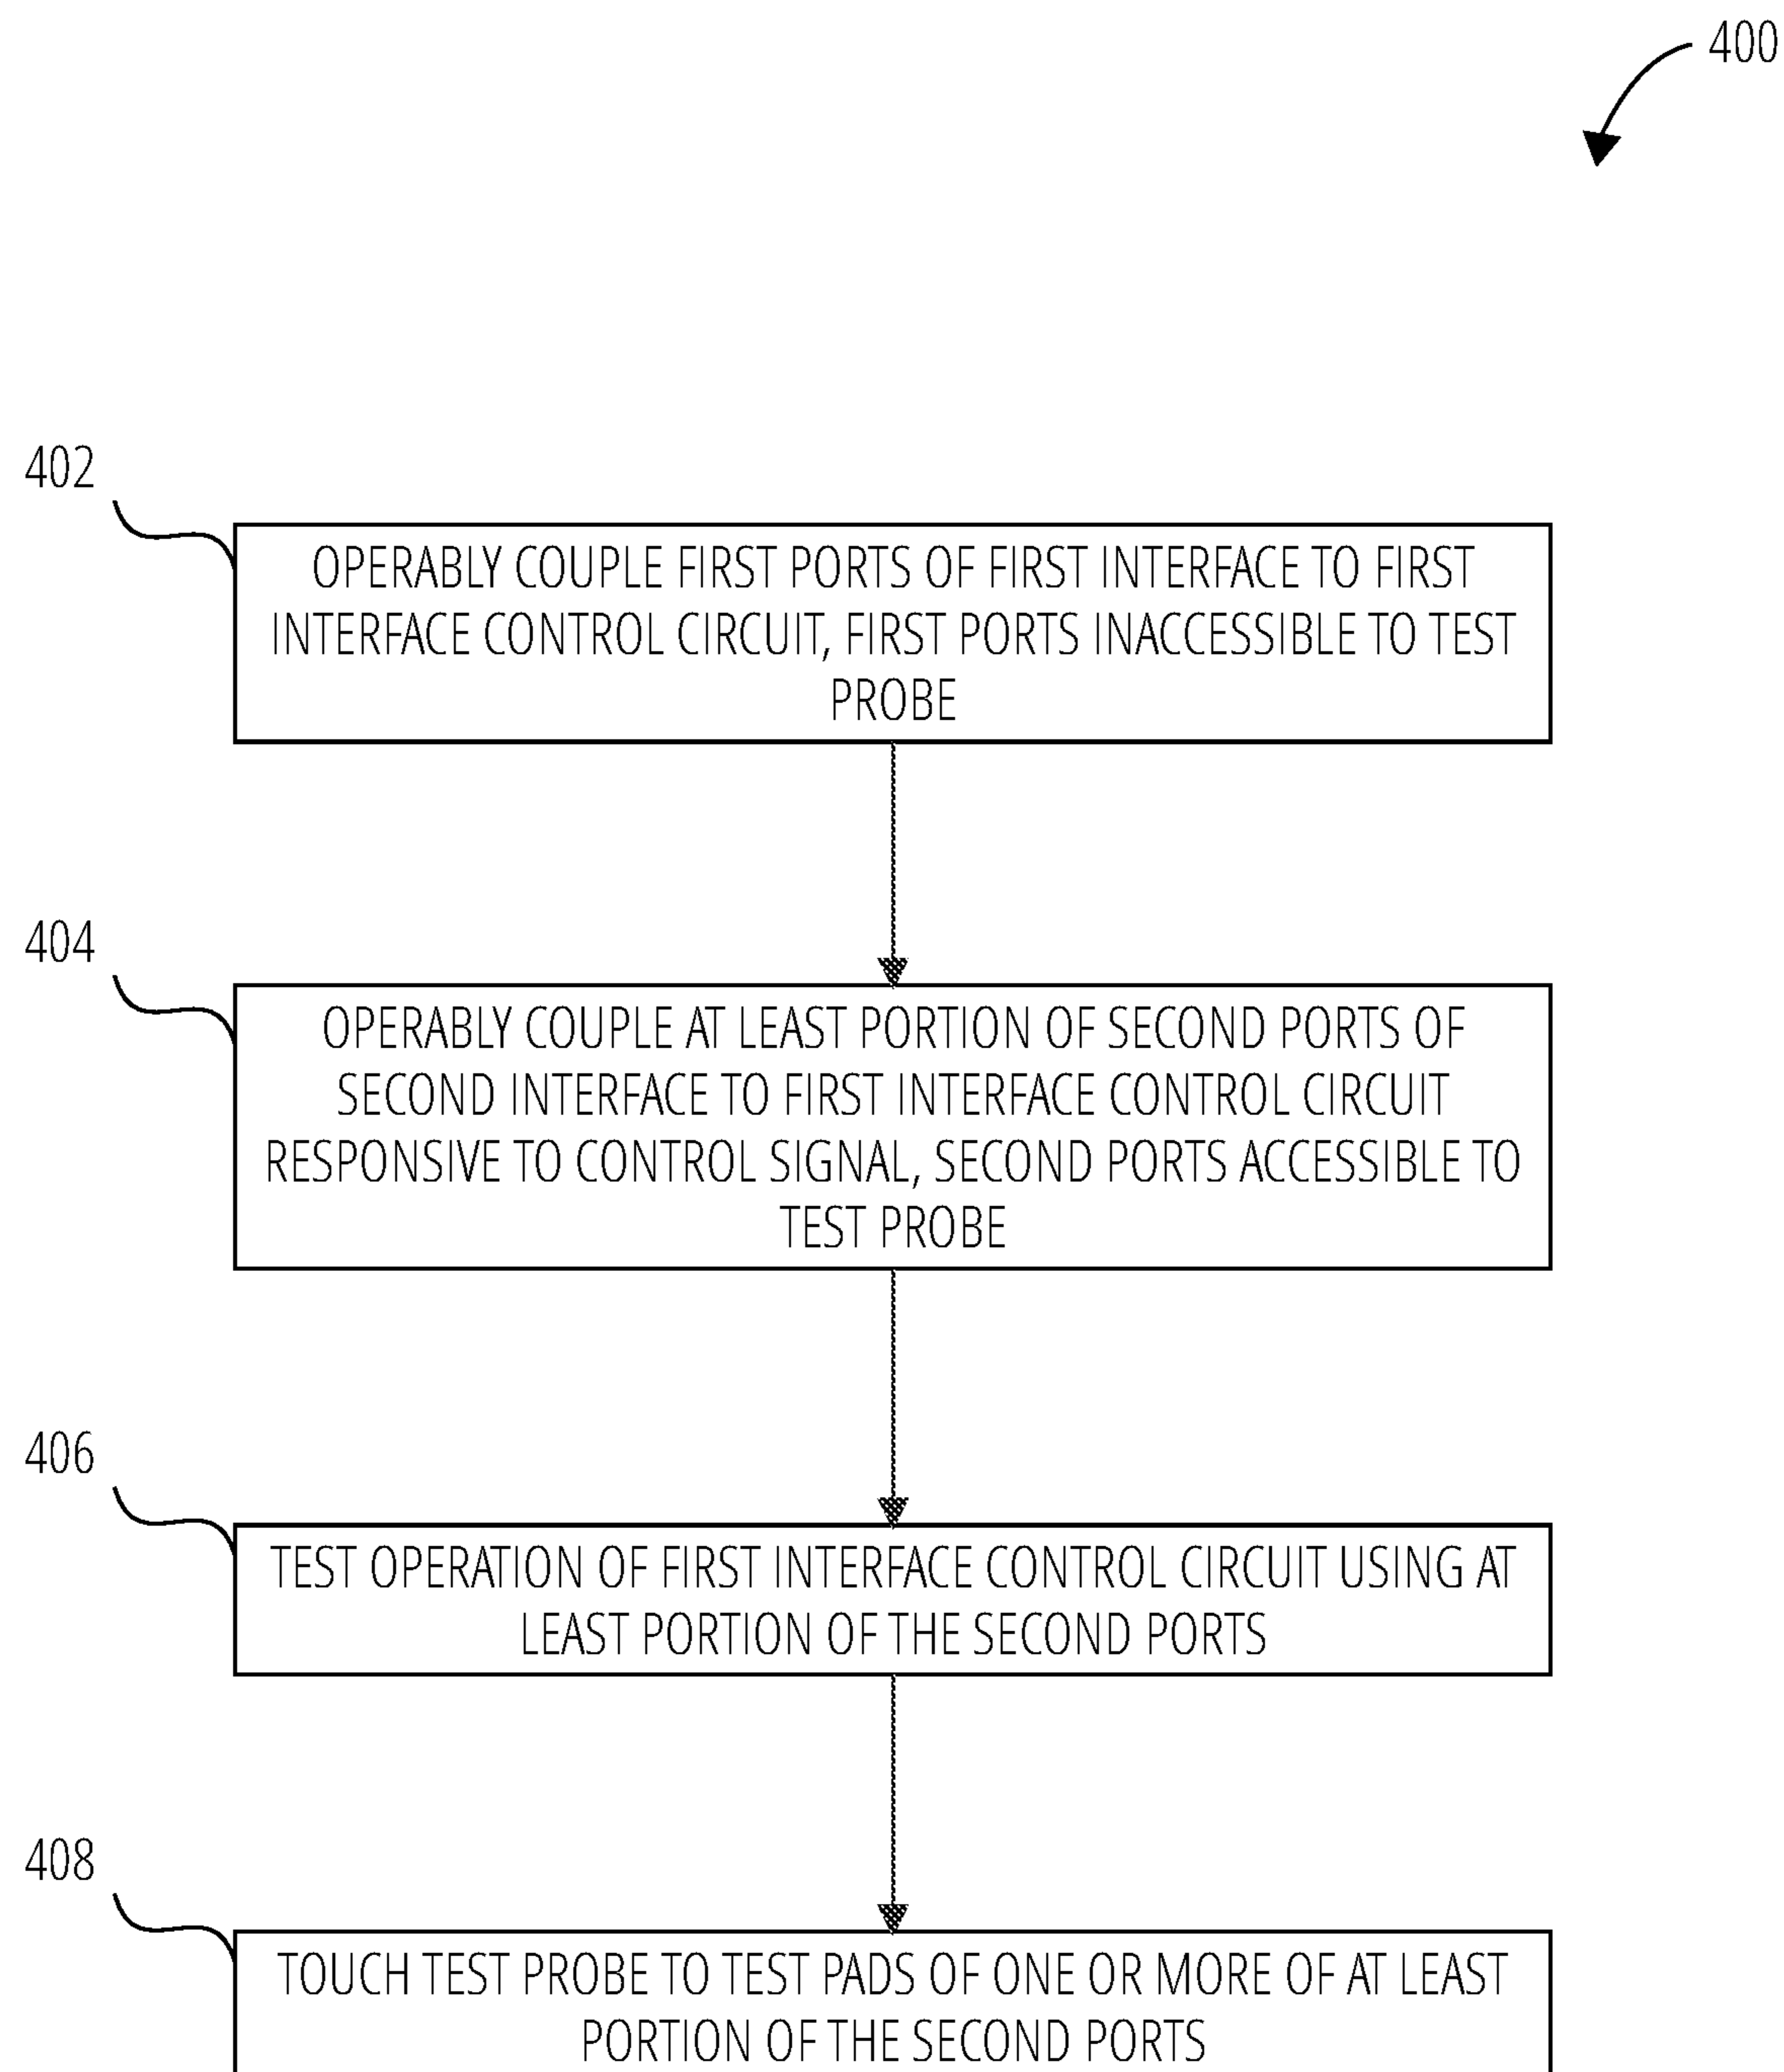 400
402
OPERABLY COUPLE FIRST PORTS OF FIRST INTERFACE TO FIRST
INTERFACE CONTROL CIRCUIT, FIRST PORTS INACCESSIBLE TO TEST
PROBE
404
OPERABLY COUPLE AT LEAST PORTION OF SECOND PORTS OF
SECOND INTERFACE TO FIRST INTERFACE CONTROL CIRCUIT
RESPONSIVE TO CONTROL SIGNAL, SECOND PORTS ACCESSIBLE TO
TEST PROBE
406
TEST OPERATION OF FIRST INTERFACE CONTROL CIRCUIT USING AT
LEAST PORTION OF THE SECOND PORTS
408
TOUCH TEST PROBE TO TEST PADS OF ONE OR MORE OF AT LEAST
PORTION OF THE SECOND PORTS